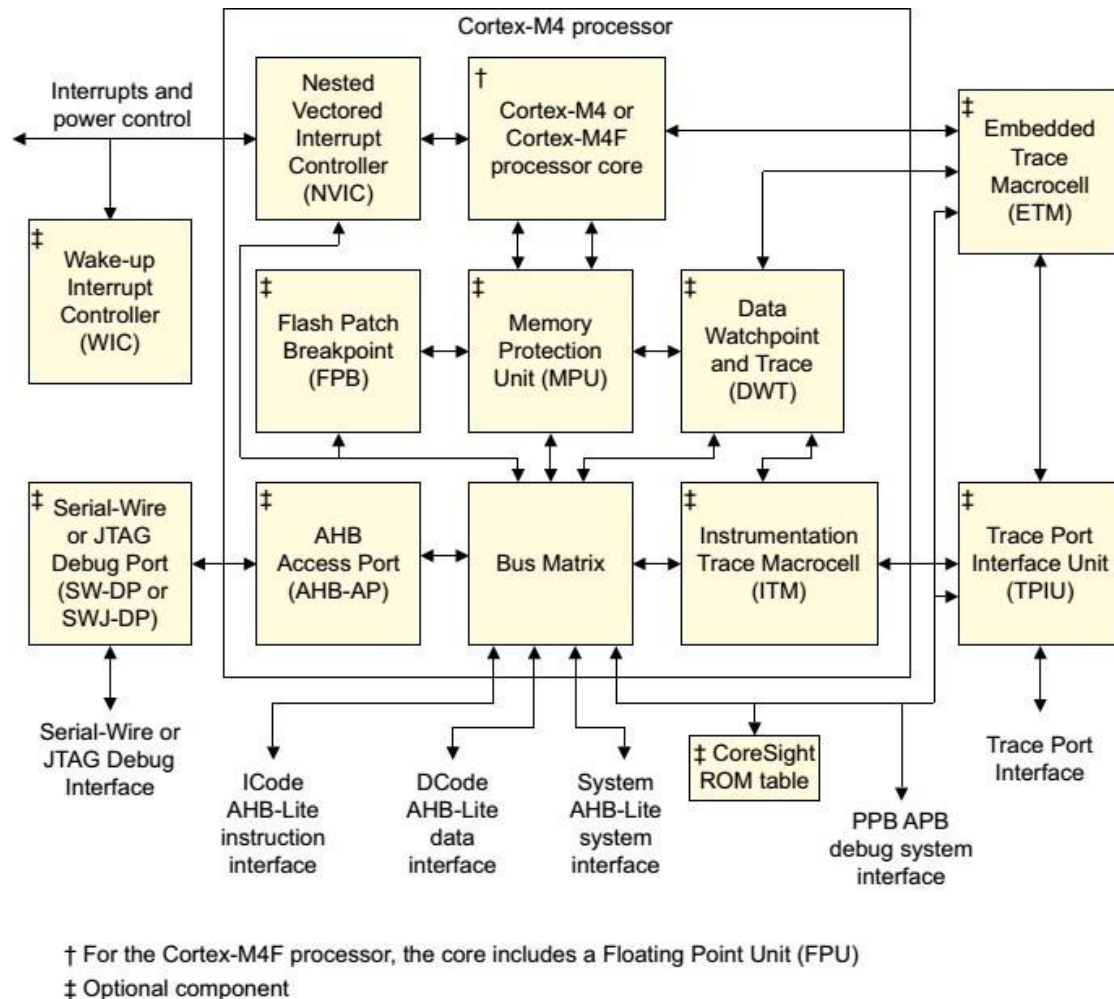 Cortex-M4 processor
Interrupts and
power control
Nested
Vectored
Interrupt
Controller
(NVIC)
†
Cortex-M4 or
Cortex-M4F
processor core
‡
Embedded
Trace
Macrocell
(ETM)
‡
Wake-up
Interrupt
Controller
(WIC)
‡
Flash Patch
Breakpoint
(FPB)
‡
Memory
Protection
Unit (MPU)
‡
Data
Watchpoint
and Trace
(DWT)
‡
Serial-Wire
or JTAG
Debug Port
(SW-DP or
SWJ-DP)
‡
AHB
Access Port
(AHB-AP)
Bus Matrix
‡
Instrumentation
Trace Macrocell
(ITM)
‡
Trace Port
Interface Unit
(TPIU)
Serial-Wire or
JTAG Debug
Interface
ICode
AHB-Lite
instruction
interface
DCode
AHB-Lite
data
interface
System
AHB-Lite
system
interface
‡ CoreSight
ROM table
PPB APB
debug system
interface
Trace Port
Interface
† For the Cortex-M4F processor, the core includes a Floating Point Unit (FPU)
‡ Optional component